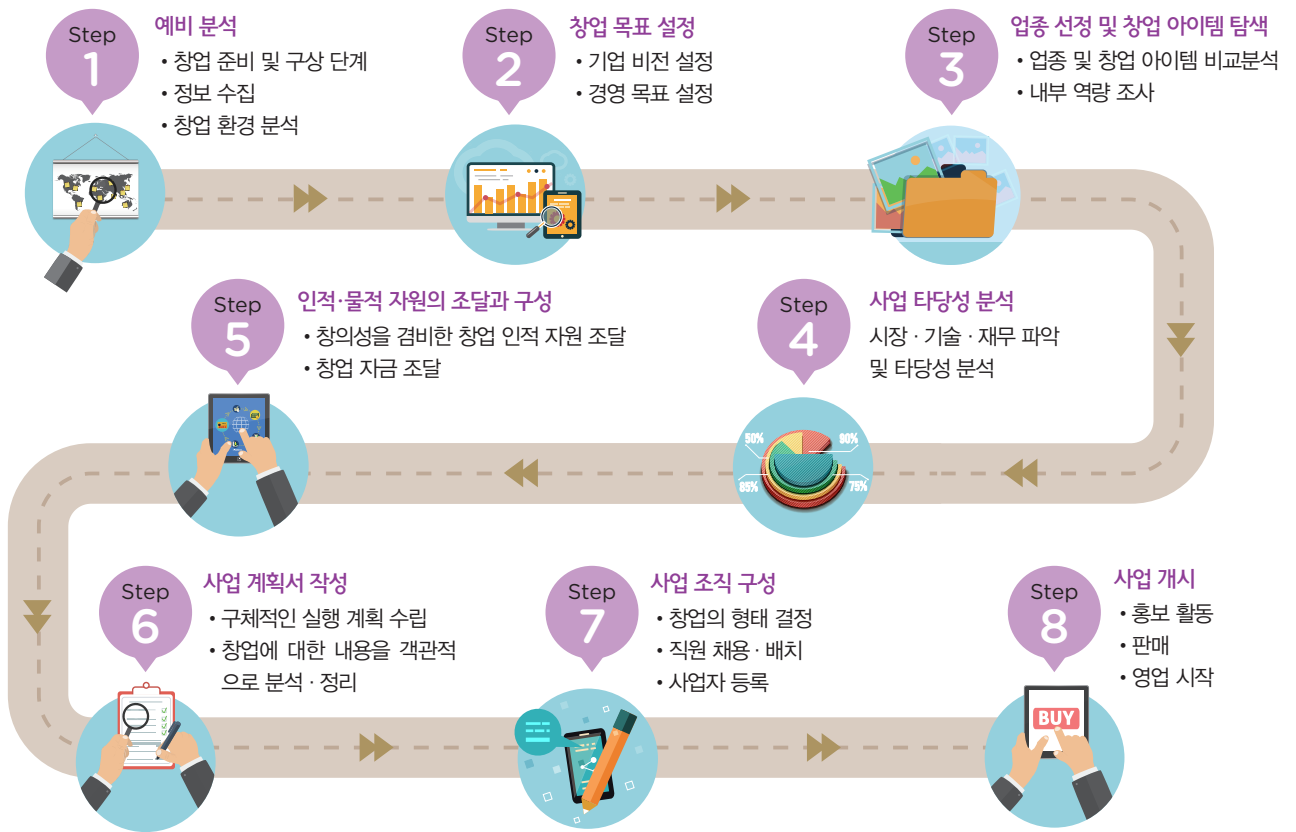 Step
1
예비 분석
• 창업 준비 및 구상 단계
• 정보 수집
• 창업 환경 분석
Step
2
창업 목표 설정
• 기업 비전 설정
• 경영 목표 설정
Step
3
업종 선정 및 창업 아이템 탐색
• 업종 및 창업 아이템 비교분석
• 내부 역량 조사
Step
4
사업 타당성 분석
시장 · 기술 · 재무 파악
및 타당성 분석
50%
90%
85%
75%
Step
5
인적·물적 자원의 조달과 구성
• 창의성을 겸비한 창업 인적 자원 조달
• 창업 자금 조달
Step
6
사업 계획서 작성
• 구체적인 실행 계획 수립
• 창업에 대한 내용을 객관적
으로 분석 · 정리
Step
7
사업 조직 구성
• 창업의 형태 결정
• 직원 채용 · 배치
• 사업자 등록
Step
8
사업 개시
• 홍보 활동
• 판매
• 영업 시작
BUY